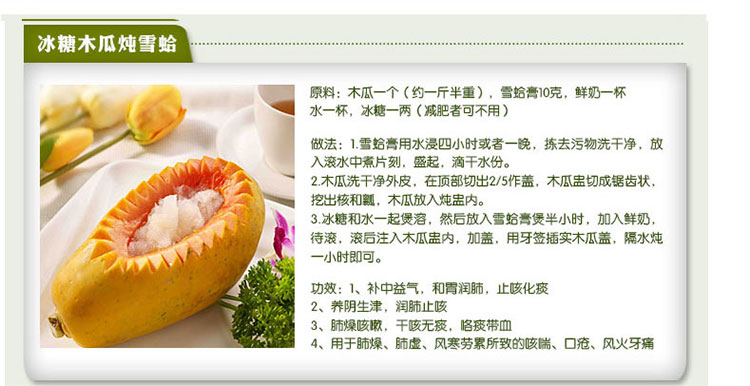 冰糖木瓜炖雪蛤
原料：木瓜一个（约一斤半重），雪蛤膏10克，鲜奶一杯
水一杯，冰糖一两（减肥者可不用）
做法：1.雪蛤膏用水浸四小时或者一晚，拣去污物洗干净，放
入滚水中煮片刻，盛起，滴干水份。
2.木瓜洗干净外皮，在顶部切出2/5作盖，木瓜盅切成锯齿状，
挖出核和瓤，木瓜放入炖盅内。
3.冰糖和水一起煲溶，然后放入雪蛤膏煲半小时，加入鲜奶，
待滚，滚后注入木瓜盅内，加盖，用牙签插实木瓜盖，隔水炖
一小时即可。
功效：1、补中益气，和胃润肺，止咳化痰
2、养阴生津，润肺止咳
3、肺燥咳嗽，干咳无痰，咯痰带血
4、用于肺燥、肺虚、风寒劳累所致的咳喘、口疮、风火牙痛